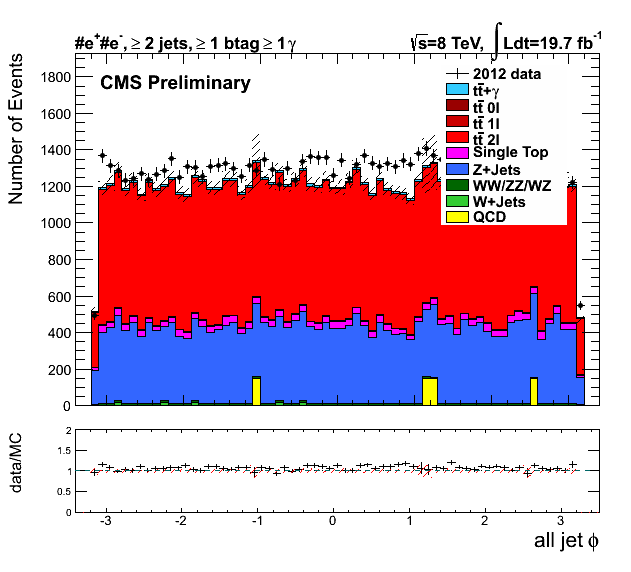 #e⁺#e⁻, ≥ 2 jets, ≥ 1 btag ≥ 1 γ √s=8 TeV, ∫ Ldt=19.7 fb⁻¹
CMS Preliminary
2012 data
tt̄+γ
tt̄ 0l
tt̄ 1l
tt̄ 2l
Single Top
Z+Jets
WW/ZZ/WZ
W+Jets
QCD
Number of Events
1800
1600
1400
1200
1000
800
600
400
200
0
data/MC
2
1.5
1
0.5
0
-3 -2 -1 0 1 2 3
all jet ϕ